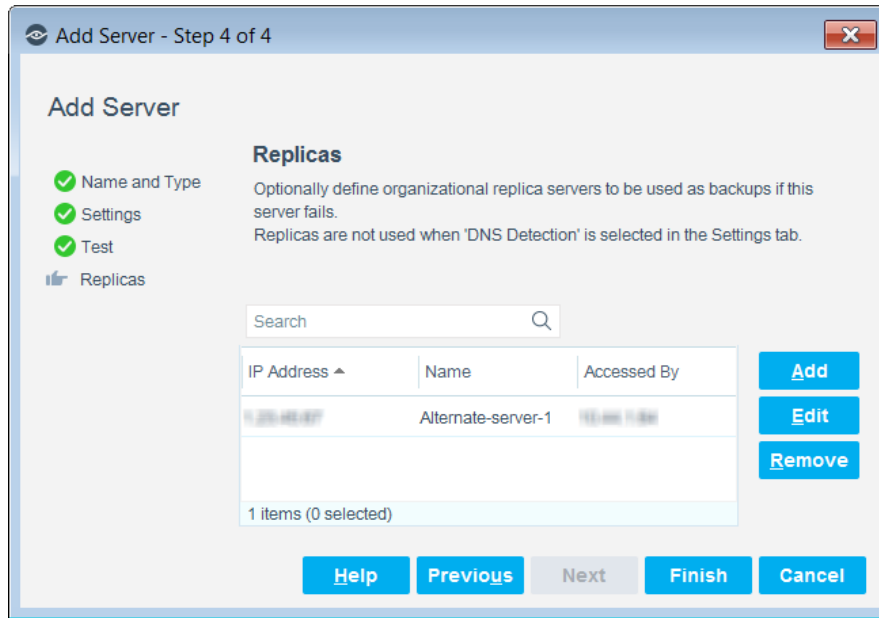 Add Server - Step 4 of 4
Add Server
Name and Type
Settings
Test
Replicas
Replicas
Optionally define organizational replica servers to be used as backups if this
server fails.
Replicas are not used when 'DNS Detection' is selected in the Settings tab.
Search
IP Address Name Accessed By
Alternate-server-1
1 items (0 selected)
Add
Edit
Remove
Help Previous Next Finish Cancel